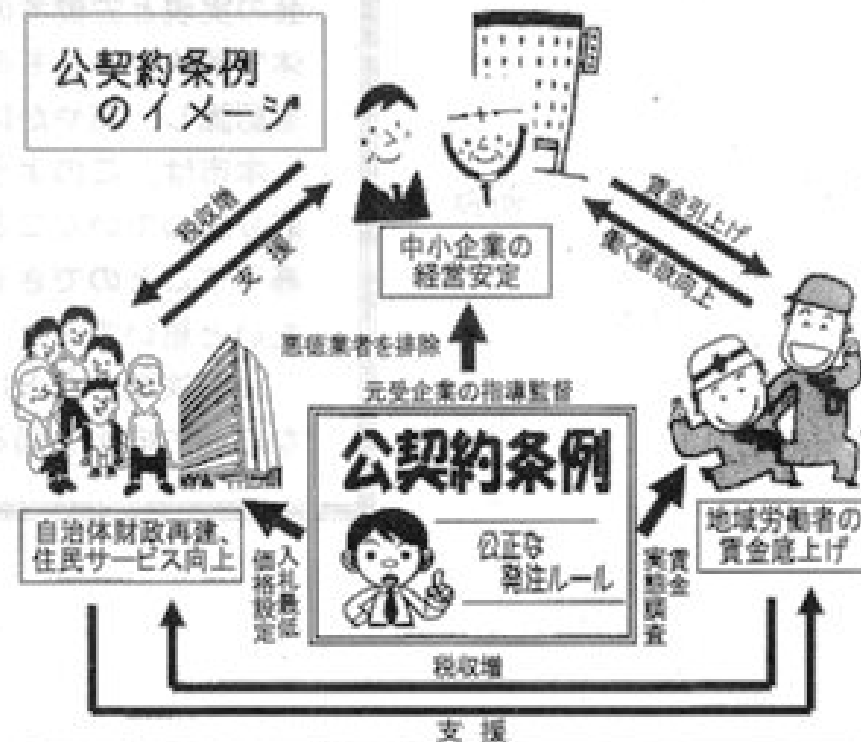 公契約条例
のイメージ
税収増
支援
賃金引上げ
働く意欲向上
中小企業の
経営安定
悪徳業者を排除
元受企業の指導監督
公契約条例
公正な
発注ルール
自治体財政再建、
住民サービス向上
入札最低
価格設定
賃金
実態調査
地域労働者の
賃金底上げ
税収増
支援